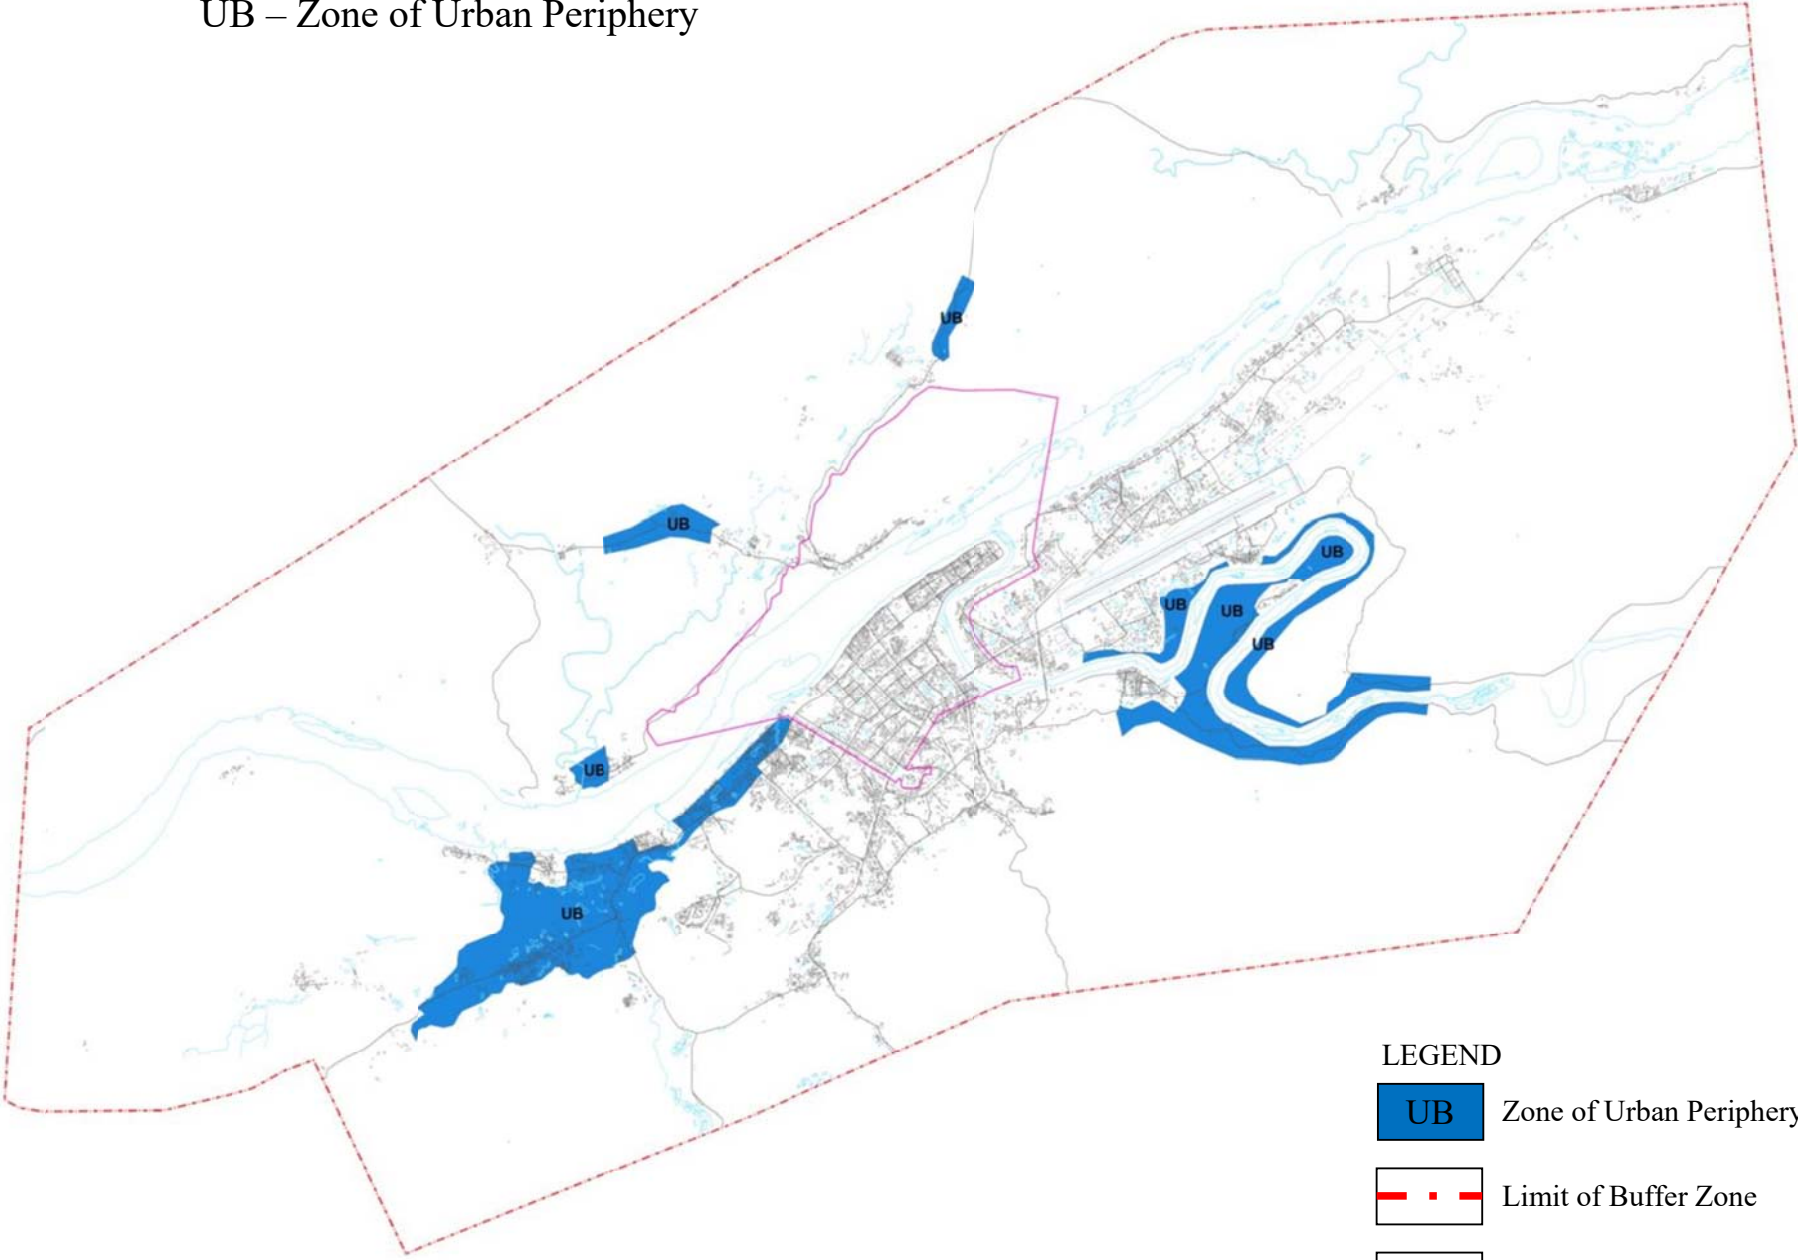 UB – Zone of Urban Periphery
UB
UB
UB
UB
UB
UB
UB
UB
LEGEND
UB Zone of Urban Periphery
Limit of Buffer Zone